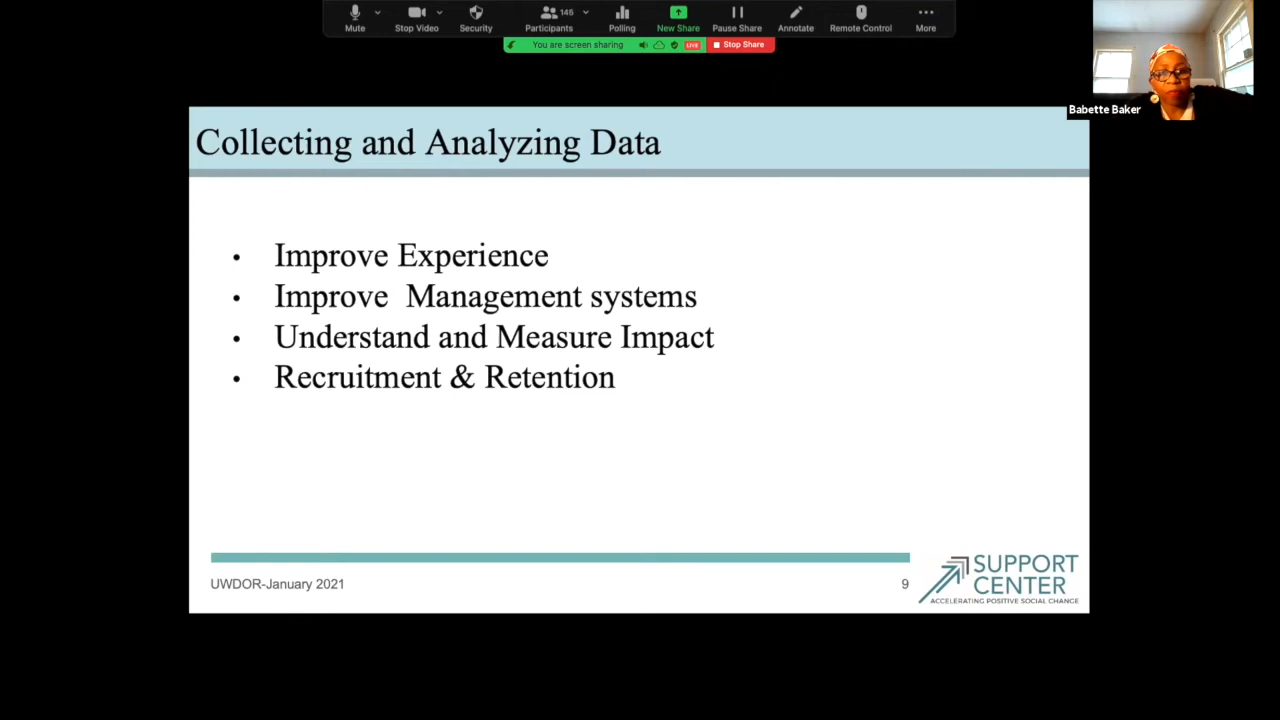 145
Mute
Stop Video
Security
Participants
Polling
New Share
Pause Share
Annotate
Remote Control
More
You are screen sharing
LIVE
Stop Share
Babette Baker
Collecting and Analyzing Data
• Improve Experience
• Improve  Management systems
• Understand and Measure Impact
• Recruitment & Retention
UWDOR-January 2021
9
SUPPORT
CENTER
ACCELERATING POSITIVE SOCIAL CHANGE